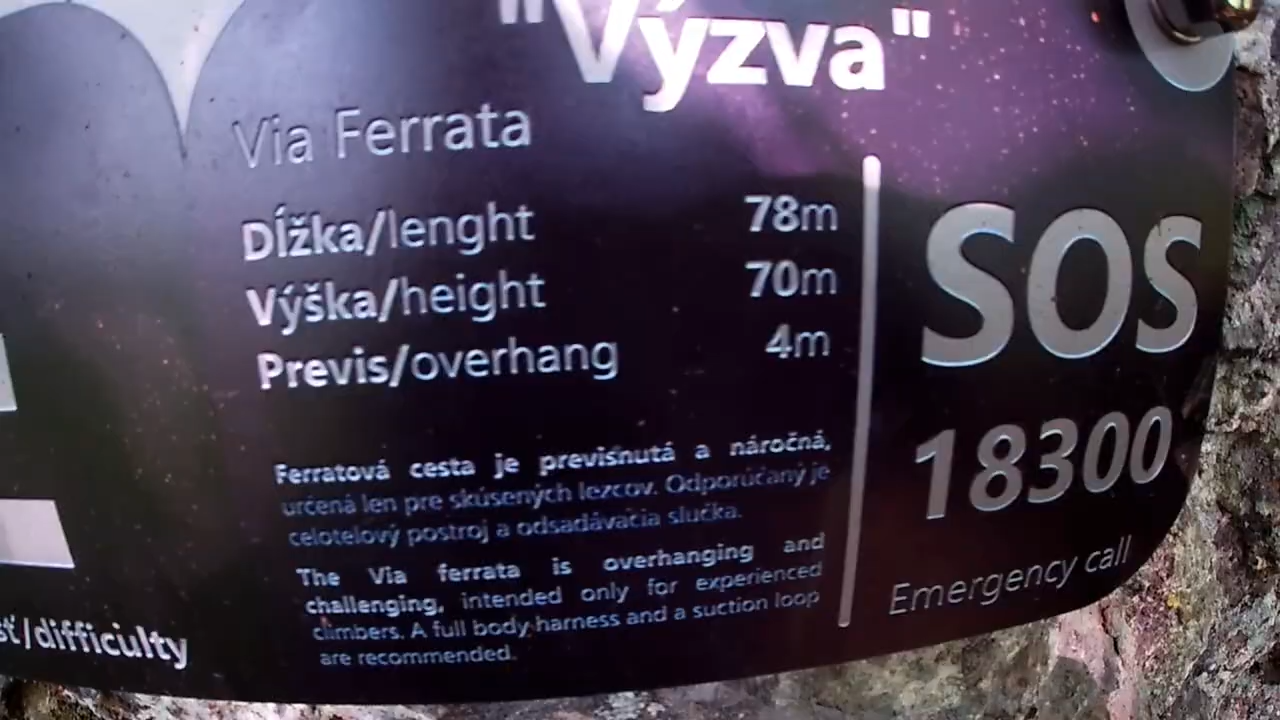 "Výzva"
Via Ferrata
Dĺžka/lenght 78m
Výška/height 70m
Previs/overhang 4m
Ferratová cesta je previsnutá a náročná,
určená len pre skúsených lezcov. Odporúčaný je
celotelový postroj a odsadávacia slučka.
The Via ferrata is overhanging and
challenging, intended only for experienced
climbers. A full body harness and a suction loop
are recommended.
SOS
18300
Emergency call
/difficulty